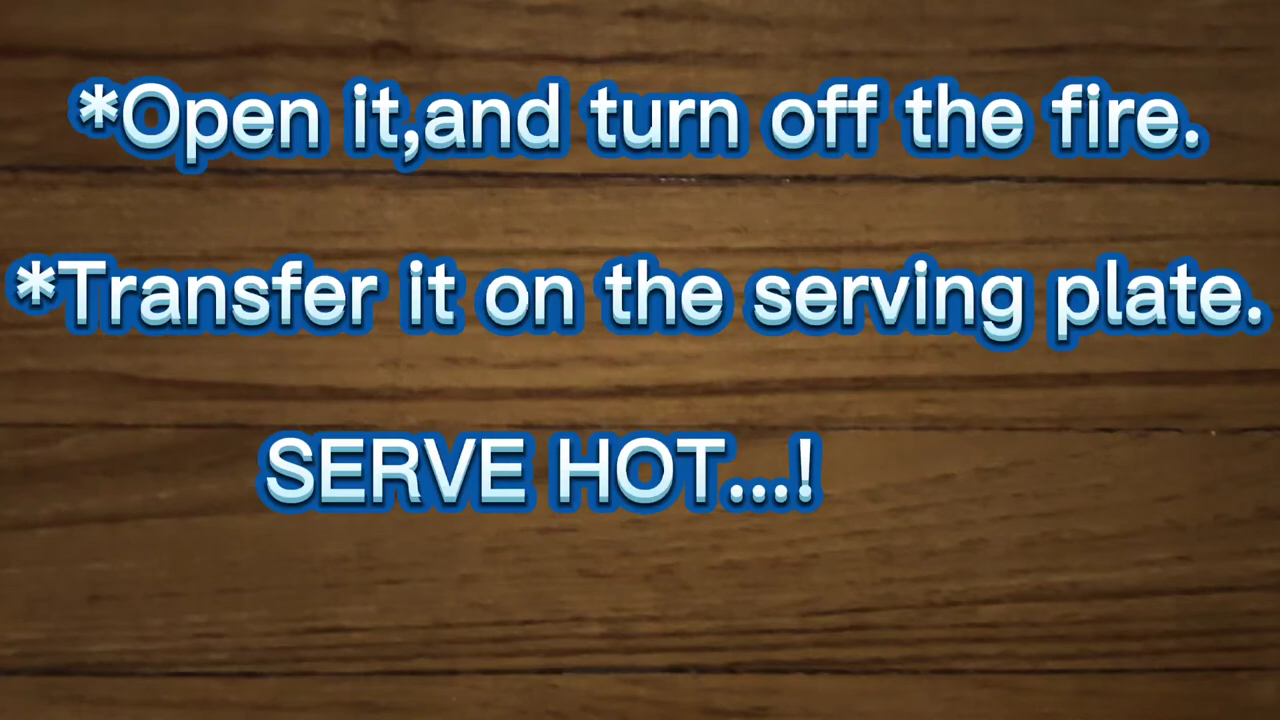 *Open it,and turn off the fire.
*Transfer it on the serving plate.
SERVE HOT...!